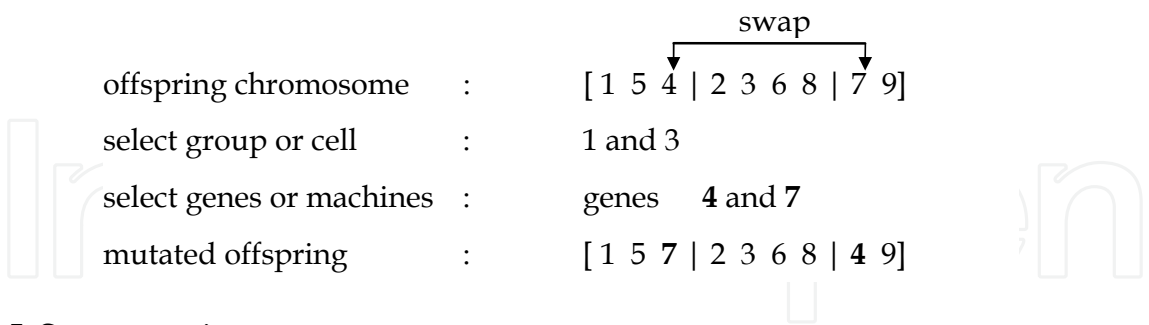 swap
offspring chromosome : [ 1 5 4 | 2 3 6 8 | 7 9]
select group or cell : 1 and 3
select genes or machines : genes 4 and 7
mutated offspring : [ 1 5 7 | 2 3 6 8 | 4 9]